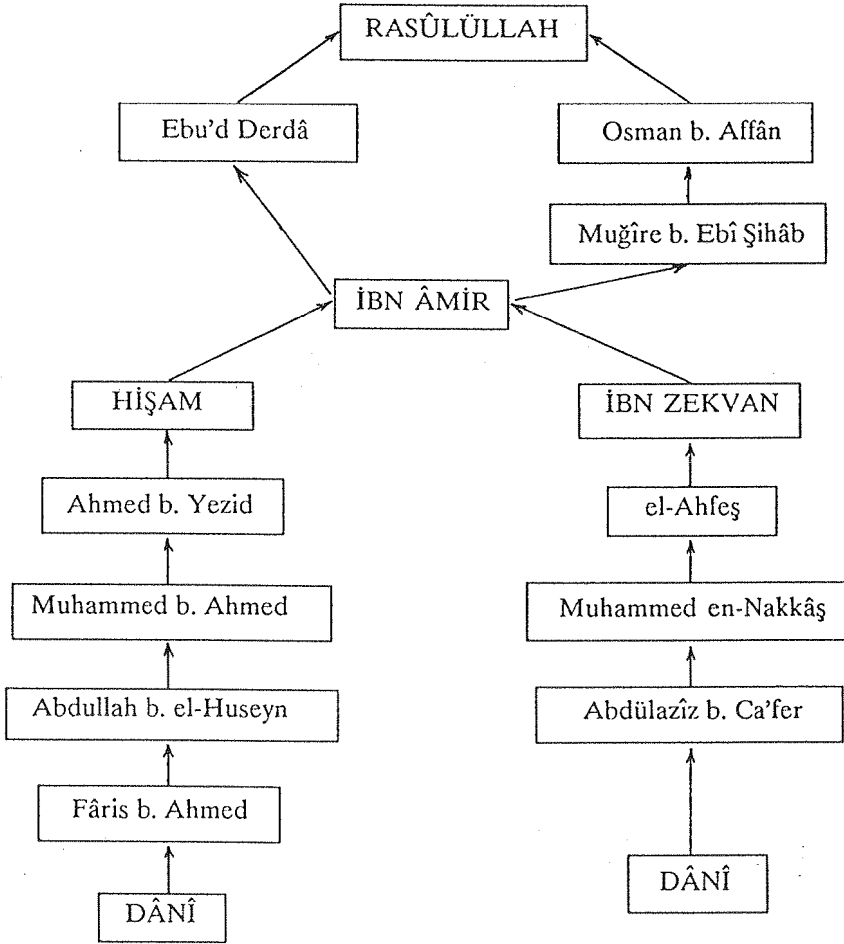 RASÛLÜLLAH
Ebu'd Derdâ
Osman b. Affân
Muğîre b. Ebî Şihâb
İBN ÂMİR
HİŞAM
İBN ZEKVAN
Ahmed b. Yezid
el-Ahfeş
Muhammed b. Ahmed
Muhammed en-Nakkâş
Abdullah b. el-Huseyn
Abdülazîz b. Ca'fer
Fâris b. Ahmed
DÂNÎ
DÂNÎ